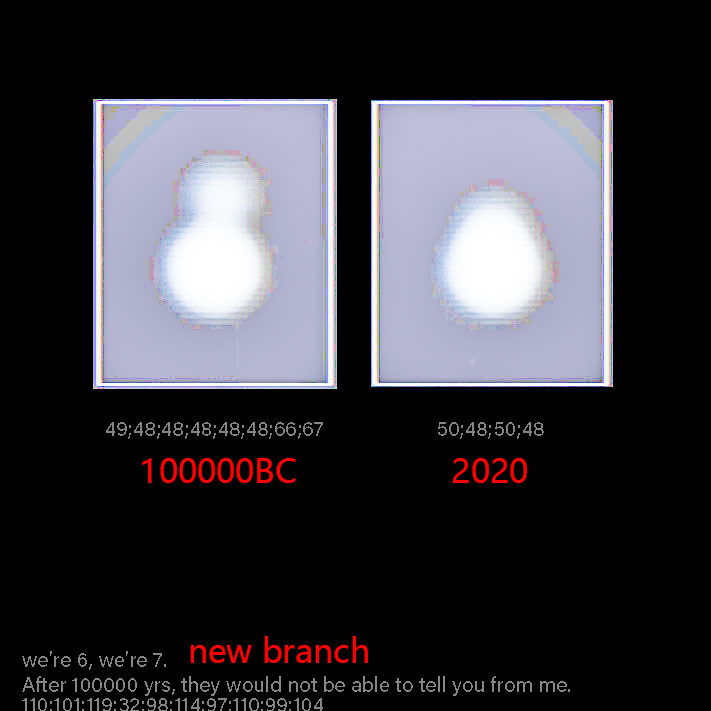 49;48;48;48;48;48;66;67
50;48;50;48
100000BC
2020
new branch
we're 6, we're 7.
After 100000 yrs, they would not be able to tell you from me.
110:101:119:32:98:114:97:110:99:104